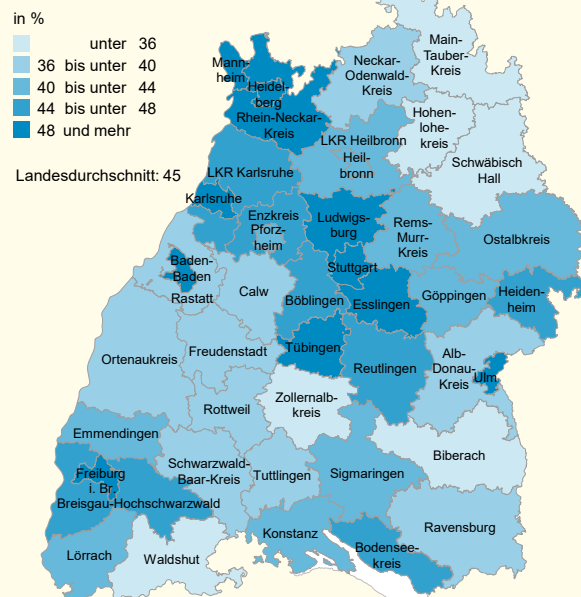 in %
unter 36
36 bis unter 40
40 bis unter 44
44 bis unter 48
48 und mehr
Landesdurchschnitt: 45
Main-
Tauber-
Kreis
Neckar-
Odenwald-
Kreis
Mann-
heim
Heidel-
berg
Rhein-Neckar-
Kreis
Hohen-
lohe-
kreis
LKR Heilbronn
Heil-
bronn
Schwäbisch
Hall
LKR Karlsruhe
Karlsruhe
Enzkreis
Pforz-
heim
Ludwigs-
burg
Rems-
Murr-
Kreis
Ostalbkreis
Baden-
Baden
Rastatt
Calw
Stuttgart
Böblingen
Esslingen
Göppingen
Heiden-
heim
Ortenaukreis
Freudenstadt
Tübingen
Reutlingen
Alb-
Donau-
Kreis
Ulm
Rottweil
Zollernalb-
kreis
Emmendingen
Biberach
Freiburg
i. Br.
Breisgau-Hochschwarzwald
Schwarzwald-
Baar-Kreis
Tuttlingen
Sigmaringen
Lörrach
Waldshut
Konstanz
Bodensee-
kreis
Ravensburg